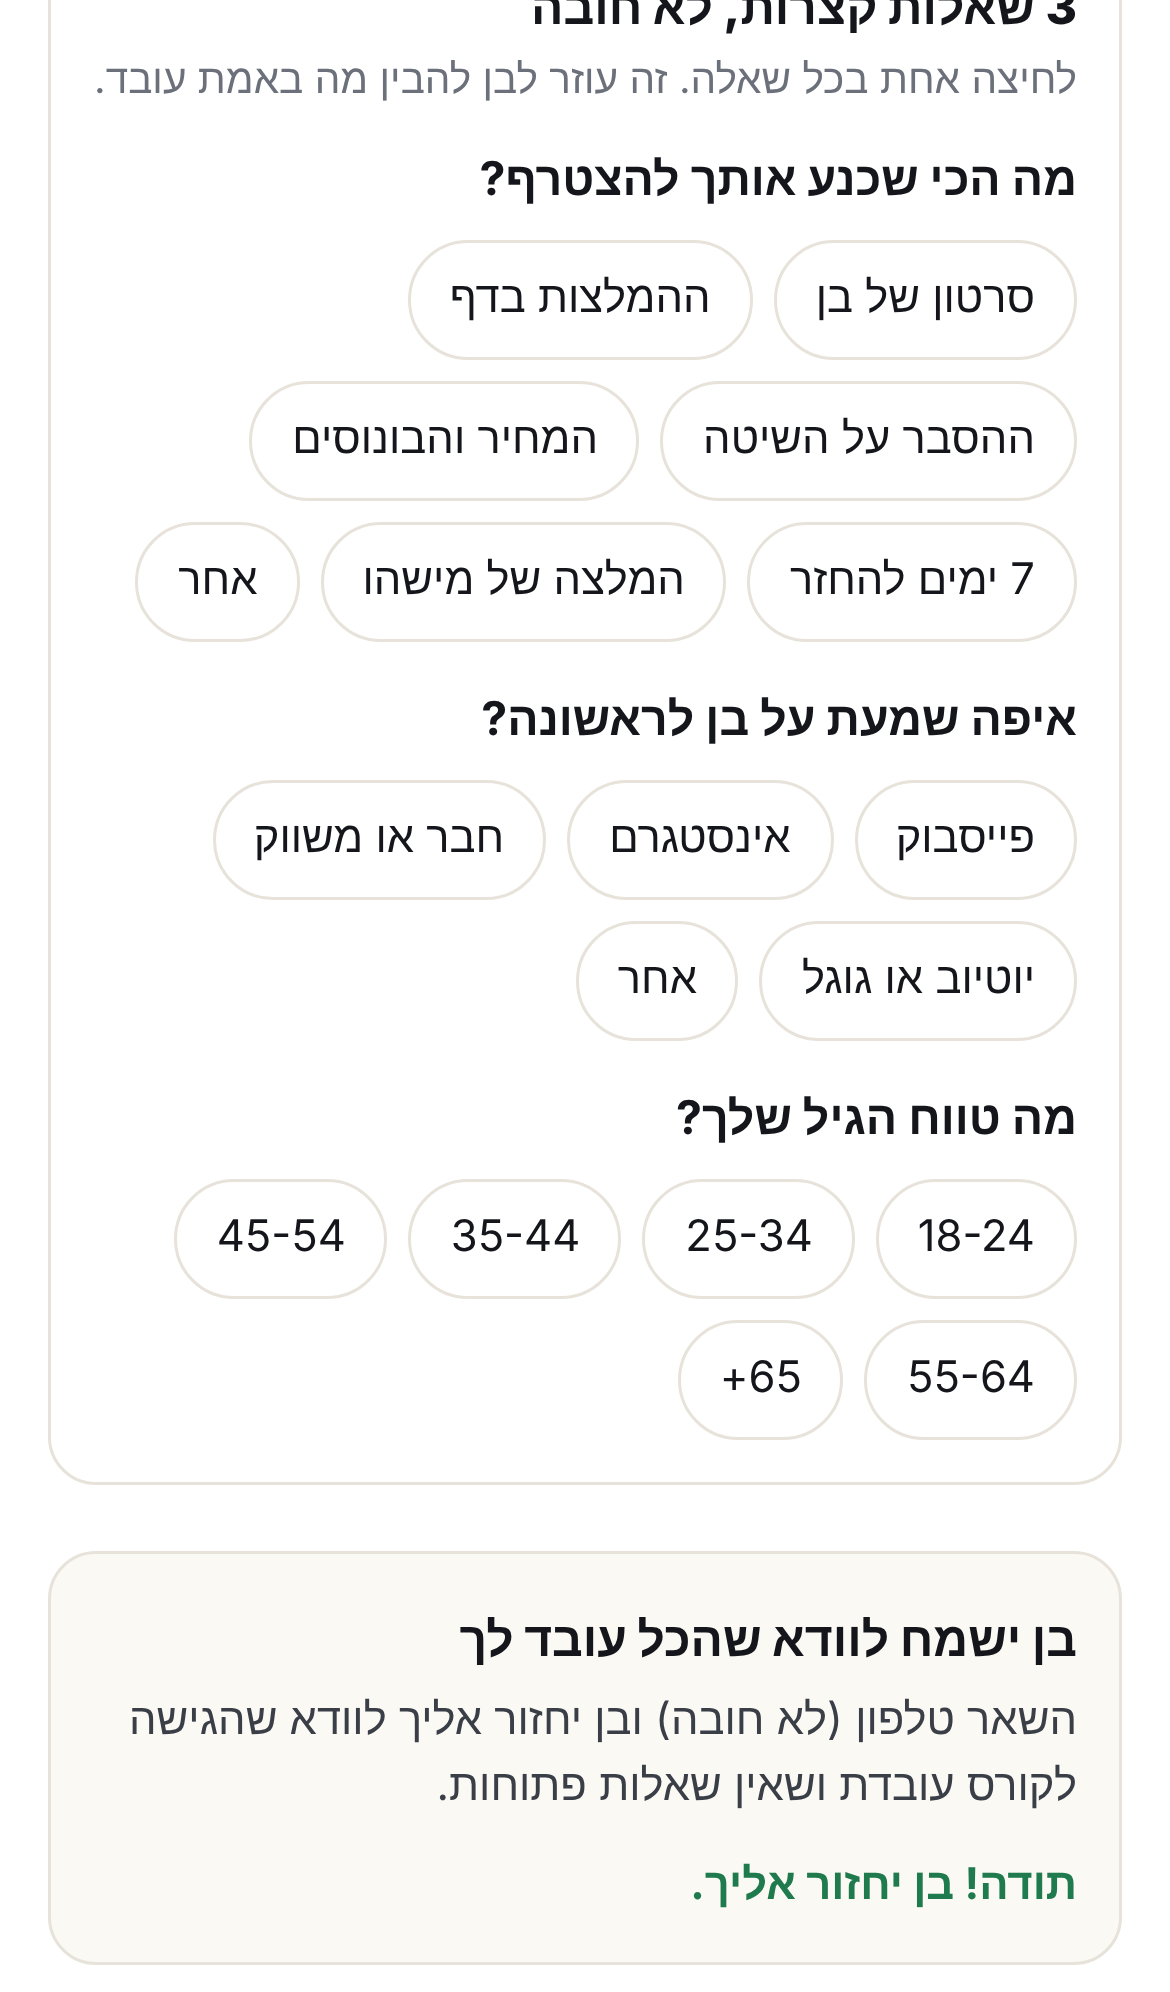 3 שאלות קצרות, לא חובה
לחיצה אחת בכל שאלה. זה עוזר לבן להבין מה באמת עובד.
מה הכי שכנע אותך להצטרף?
סרטון של בן
ההמלצות בדף
ההסבר על השיטה
המחיר והבונוסים
7 ימים להחזר
המלצה של מישהו
אחר
איפה שמעת על בן לראשונה?
פייסבוק
אינסטגרם
חבר או משווק
יוטיוב או גוגל
אחר
מה טווח הגיל שלך?
18-24
25-34
35-44
45-54
55-64
65+
בן ישמח לוודא שהכל עובד לך
השאר טלפון (לא חובה) ובן יחזור אליך לוודא שהגישה
לקורס עובדת ושאין שאלות פתוחות.
תודה! בן יחזור אליך.